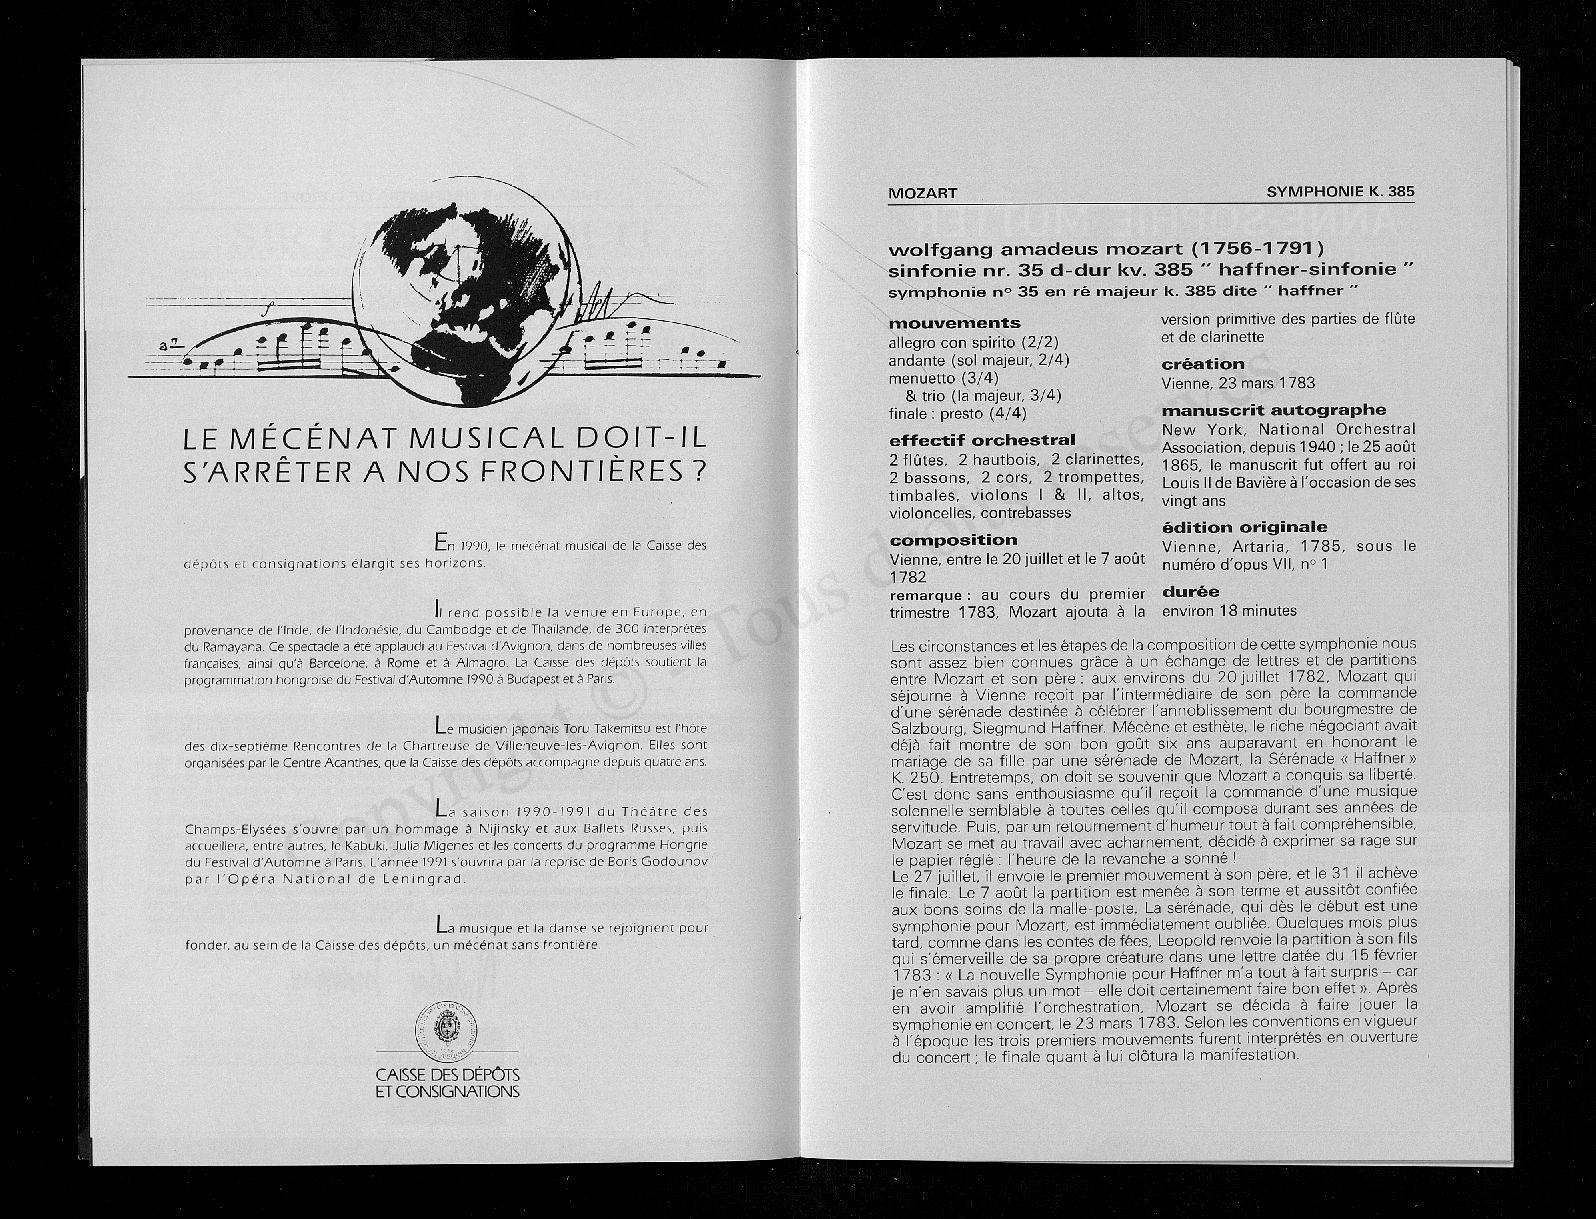 LE MÉCÉNAT MUSICAL DOIT-IL
S'ARRÊTER A NOS FRONTIÈRES ?
En 1990, le mécénat musical de la Caisse des
dépôts et consignations élargit ses horizons.
Il rend possible la venue en Europe, en
provenance de l'Inde, de l'Indonésie, du Cambodge et de Thaïlande, de 300 interprètes
du Ramayana. Ce spectacle a été applaudi au Festival d'Avignon, dans de nombreuses villes
françaises, ainsi qu'à Barcelone, à Rome et à Almagro. La Caisse des dépôts soutient la
programmation hongroise du Festival d'Automne 1990 à Budapest et à Paris.
Le musicien japonais Toru Takemitsu est l'hôte
des dix-septième Rencontres de la Chartreuse de Villeneuve-les-Avignon. Elles sont
organisées par le Centre Acanthes, que la Caisse des dépôts accompagne depuis quatre ans.
La saison 1990-1991 du Théâtre des
Champs-Elysées s'ouvre par un hommage à Nijinsky et aux Ballets Russes, puis
accueillera, entre autres, le Kabuki, Julia Migenes et les concerts du programme Hongrie
du Festival d'Automne à Paris. L'année 1991 s'ouvrira par la reprise de Boris Godounov
par l'Opéra National de Leningrad.
La musique et la danse se rejoignent pour
fonder, au sein de la Caisse des dépôts, un mécénat sans frontière.
CAISSE DES DÉPÔTS
ET CONSIGNATIONS
MOZART SYMPHONIE K. 385
wolfgang amadeus mozart (1756-1791)
sinfonie nr. 35 d-dur kv. 385 " haffner-sinfonie "
symphonie n° 35 en ré majeur k. 385 dite " haffner "
mouvements
allegro con spirito (2/2)
andante (sol majeur, 2/4)
menuetto (3/4)
& trio (la majeur, 3/4)
finale : presto (4/4)
effectif orchestral
2 flûtes, 2 hautbois, 2 clarinettes,
2 bassons, 2 cors, 2 trompettes,
timbales, violons I & II, altos,
violoncelles, contrebasses
composition
Vienne, entre le 20 juillet et le 7 août
1782
remarque : au cours du premier
trimestre 1783, Mozart ajouta à la
version primitive des parties de flûte
et de clarinette
création
Vienne, 23 mars 1783
manuscrit autographe
New York, National Orchestral
Association, depuis 1940 ; le 25 août
1865, le manuscrit fut offert au roi
Louis II de Bavière à l'occasion de ses
vingt ans
édition originale
Vienne, Artaria, 1785, sous le
numéro d'opus VII, n° 1
durée
environ 18 minutes
Les circonstances et les étapes de la composition de cette symphonie nous
sont assez bien connues grâce à un échange de lettres et de partitions
entre Mozart et son père : aux environs du 20 juillet 1782, Mozart qui
séjourne à Vienne reçoit par l'intermédiaire de son père la commande
d'une sérénade destinée à célébrer l'annoblissement du bourgmestre de
Salzbourg, Siegmund Haffner. Mécène et esthète, le riche négociant avait
déjà fait montre de son bon goût six ans auparavant en honorant le
mariage de sa fille par une sérénade de Mozart, la Sérénade « Haffner »
K. 250. Entretemps, on doit se souvenir que Mozart a conquis sa liberté.
C'est donc sans enthousiasme qu'il reçoit la commande d'une musique
solennelle semblable à toutes celles qu'il composa durant ses années de
servitude. Puis, par un retournement d'humeur tout à fait compréhensible,
Mozart se met au travail avec acharnement, décidé à exprimer sa rage sur
le papier réglé : l'heure de la revanche a sonné !
Le 27 juillet, il envoie le premier mouvement à son père, et le 31 il achève
le finale. Le 7 août la partition est menée à son terme et aussitôt confiée
aux bons soins de la malle-poste. La sérénade, qui dès le début est une
symphonie pour Mozart, est immédiatement oubliée. Quelques mois plus
tard, comme dans les contes de fées, Leopold renvoie la partition à son fils
qui s'émerveille de sa propre créature dans une lettre datée du 15 février
1783 : « La nouvelle Symphonie pour Haffner m'a tout à fait surpris – car
je n'en savais plus un mot – elle doit certainement faire bon effet ». Après
en avoir amplifié l'orchestration, Mozart se décida à faire jouer la
symphonie en concert, le 23 mars 1783. Selon les conventions en vigueur
à l'époque les trois premiers mouvements furent interprétés en ouverture
du concert ; le finale quant à lui clôtura la manifestation.
Copyright © Tous droits réservés